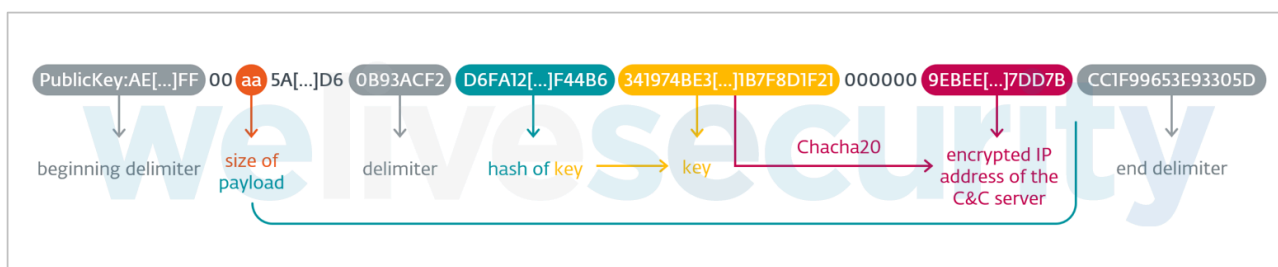 PublicKey:AE[...]FF 00 aa 5A[...]D6 0B93ACF2 D6FA12[...]F44B6 341974BE3[...]1B7F8D1F21 000000 9EBEE[...]7DD7B CC1F99653E93305D
welivesecurity
beginning delimiter
size of
payload
delimiter
hash of key
key
Chacha20
encrypted IP
address of the
C&C server
end delimiter